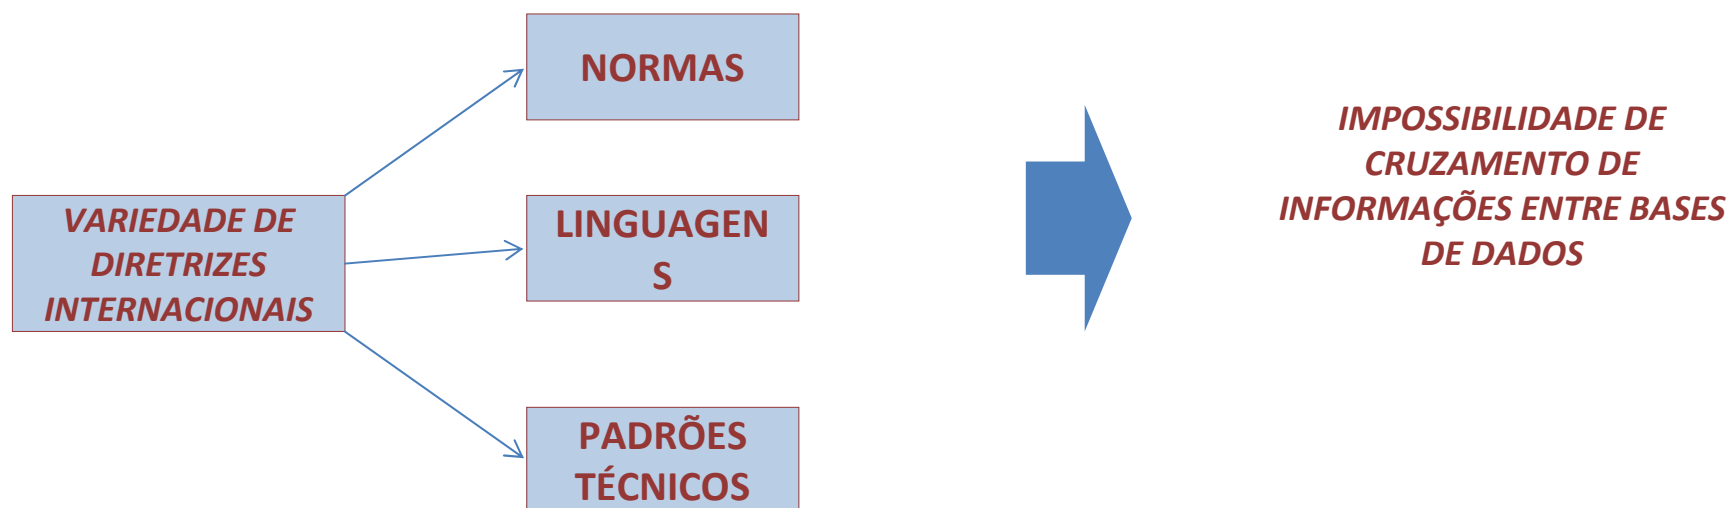 VARIEDADE DE
DIRETRIZES
INTERNACIONAIS
NORMAS
LINGUAGEN
S
PADRÕES
TÉCNICOS
IMPOSSIBILIDADE DE
CRUZAMENTO DE
INFORMAÇÕES ENTRE BASES
DE DADOS